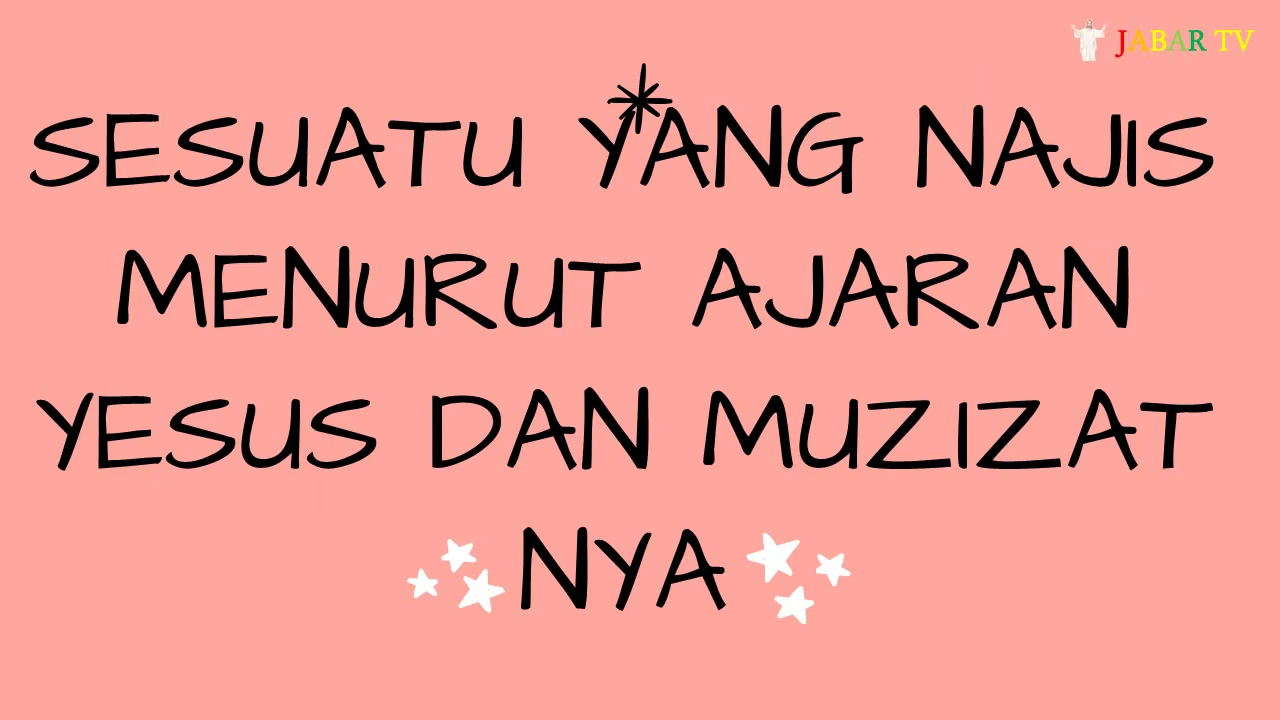 JABAR TV
SESUATU YANG NAJIS
MENURUT AJARAN
YESUS DAN MUZIZAT
NYA